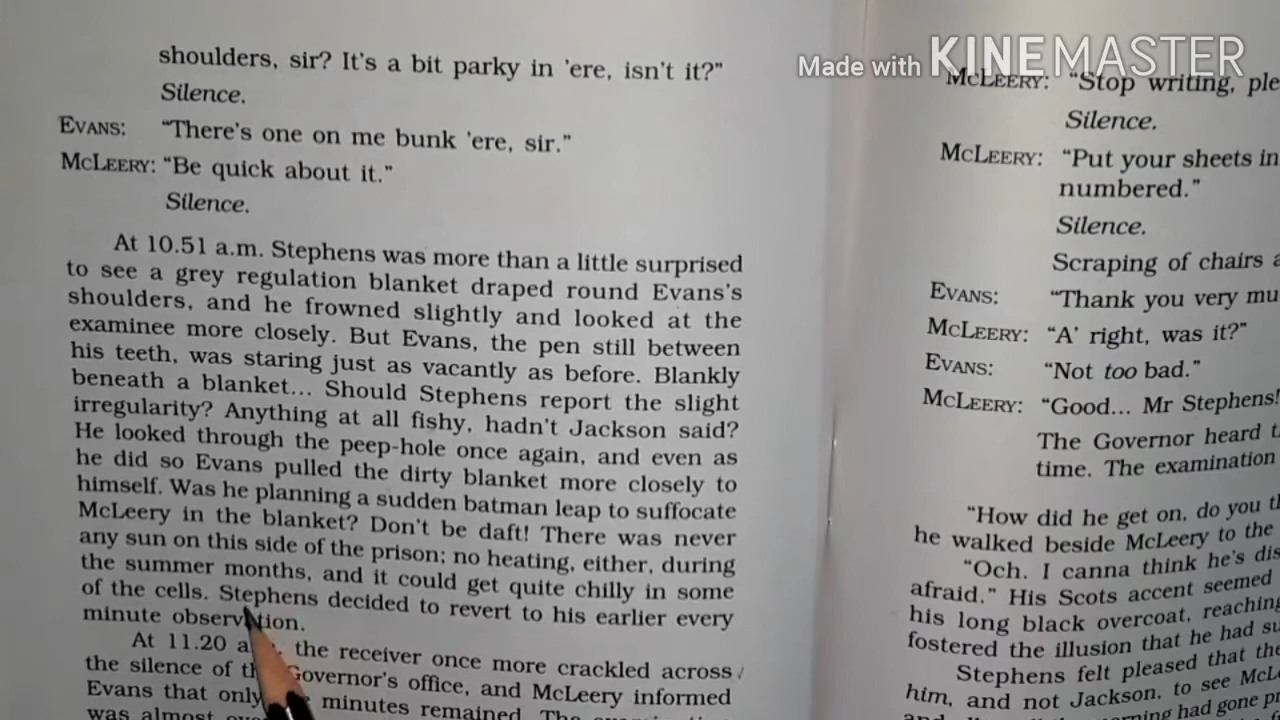 Made with KINEMASTER
shoulders, sir? It's a bit parky in 'ere, isn't it?"
Silence.
EVANS: "There's one on me bunk 'ere, sir."
MCLEERY: "Be quick about it."
Silence.
At 10.51 a.m. Stephens was more than a little surprised
to see a grey regulation blanket draped round Evans's
shoulders, and he frowned slightly and looked at the
examinee more closely. But Evans, the pen still between
his teeth, was staring just as vacantly as before. Blankly
beneath a blanket... Should Stephens report the slight
irregularity? Anything at all fishy, hadn't Jackson said?
He looked through the peep-hole once again, and even as
he did so Evans pulled the dirty blanket more closely to
himself. Was he planning a sudden batman leap to suffocate
McLeery in the blanket? Don't be daft! There was never
any sun on this side of the prison; no heating, either, during
the summer months, and it could get quite chilly in some
of the cells. Stephens decided to revert to his earlier every
minute observation.
At 11.20 the receiver once more crackled across
the silence of Governor's office, and McLeery informed
Evans that only minutes remained. The
was almost
MCLEERY: "Stop writing,
Silence.
MCLEERY: "Put your sheets in
numbered."
Silence.
Scraping of chairs
EVANS: "Thank you very
MCLEERY: "A' right, was it?"
EVANS: "Not too bad."
MCLEERY: "Good... Mr Stephens!
The Governor heard
time. The examination
"How did he get on, do you
he walked beside McLeery to the
"Och. I canna think he's
afraid." His Scots accent seemed
his long black overcoat, reaching
fostered the illusion that he had
Stephens felt pleased that the
him, and not Jackson, to see
had gone